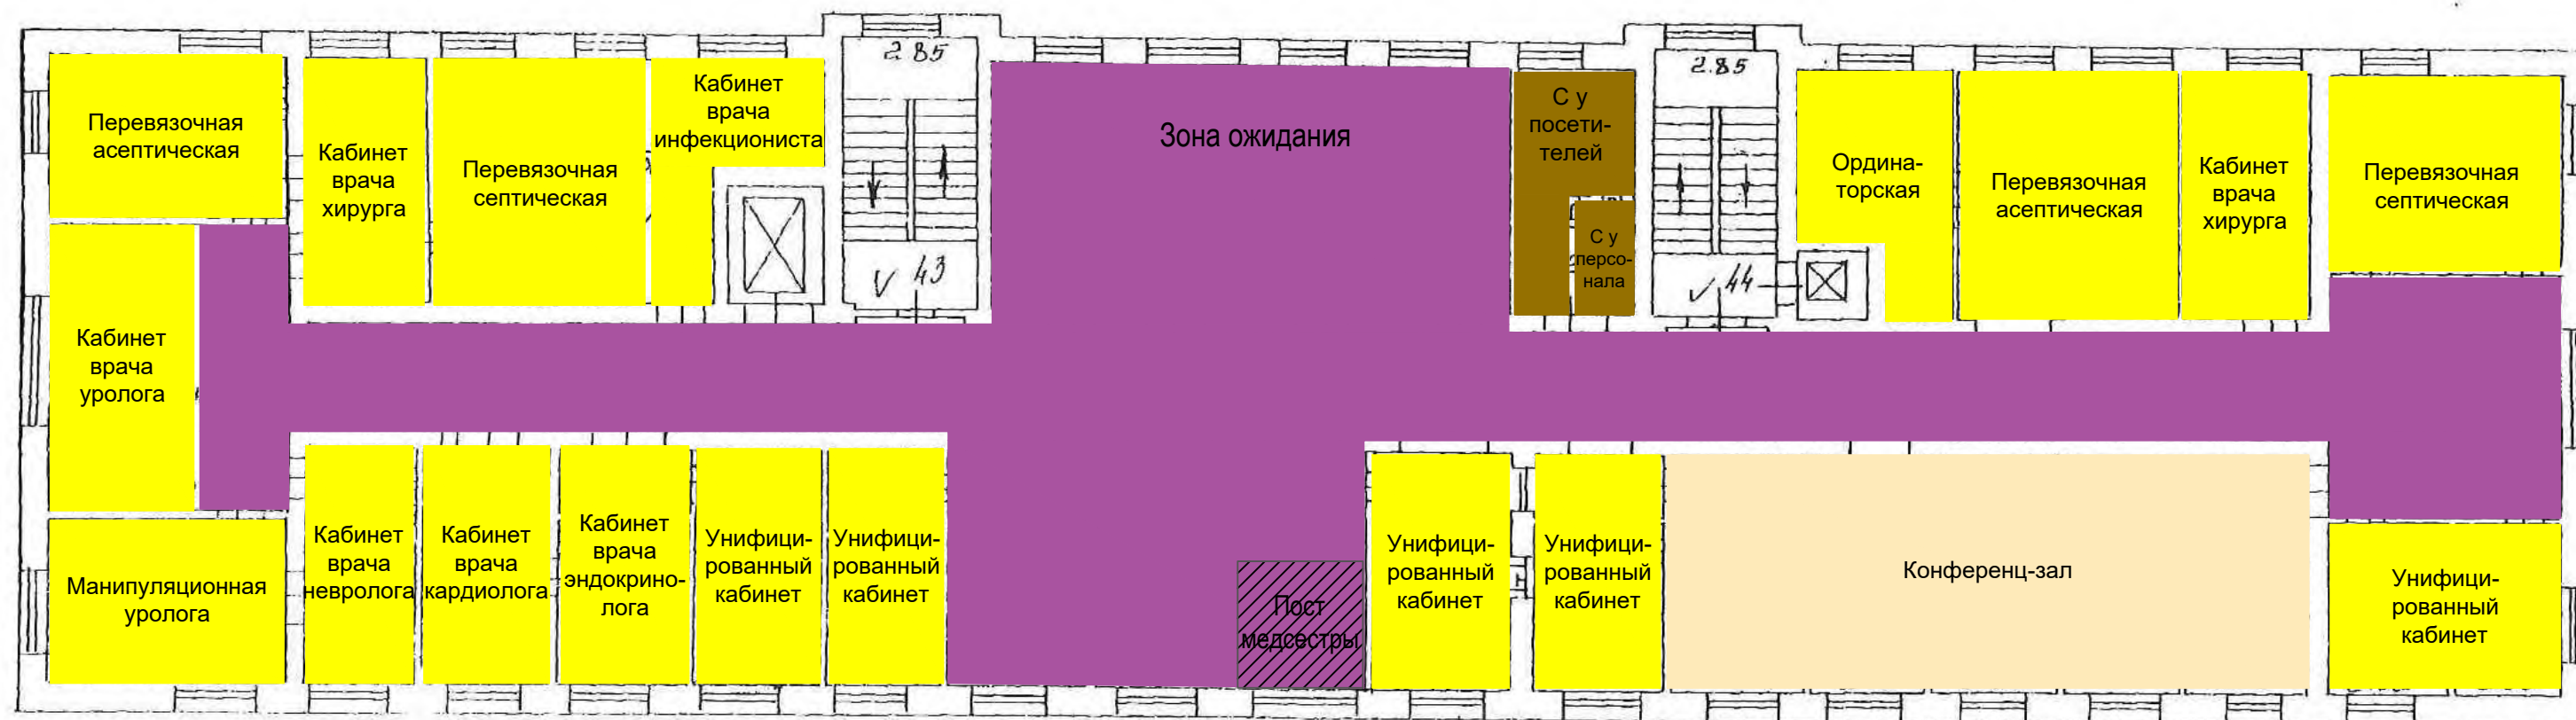 Перевязочная
асептическая
Кабинет
врача
хирурга
Перевязочная
септическая
Кабинет
врача
инфекциониста
2.85
Зона ожидания
С у
посети-
телей
С у
персо-
нала
2.85
Ордина-
торская
Перевязочная
асептическая
Кабинет
врача
хирурга
Перевязочная
септическая
43
44
Кабинет
врача
уролога
Манипуляционная
уролога
Кабинет
врача
невролога
Кабинет
врача
кардиолога
Кабинет
врача
эндокрино-
лога
Унифици-
рованный
кабинет
Унифици-
рованный
кабинет
Пост
медсестры
Унифици-
рованный
кабинет
Унифици-
рованный
кабинет
Конференц-зал
Унифици-
рованный
кабинет